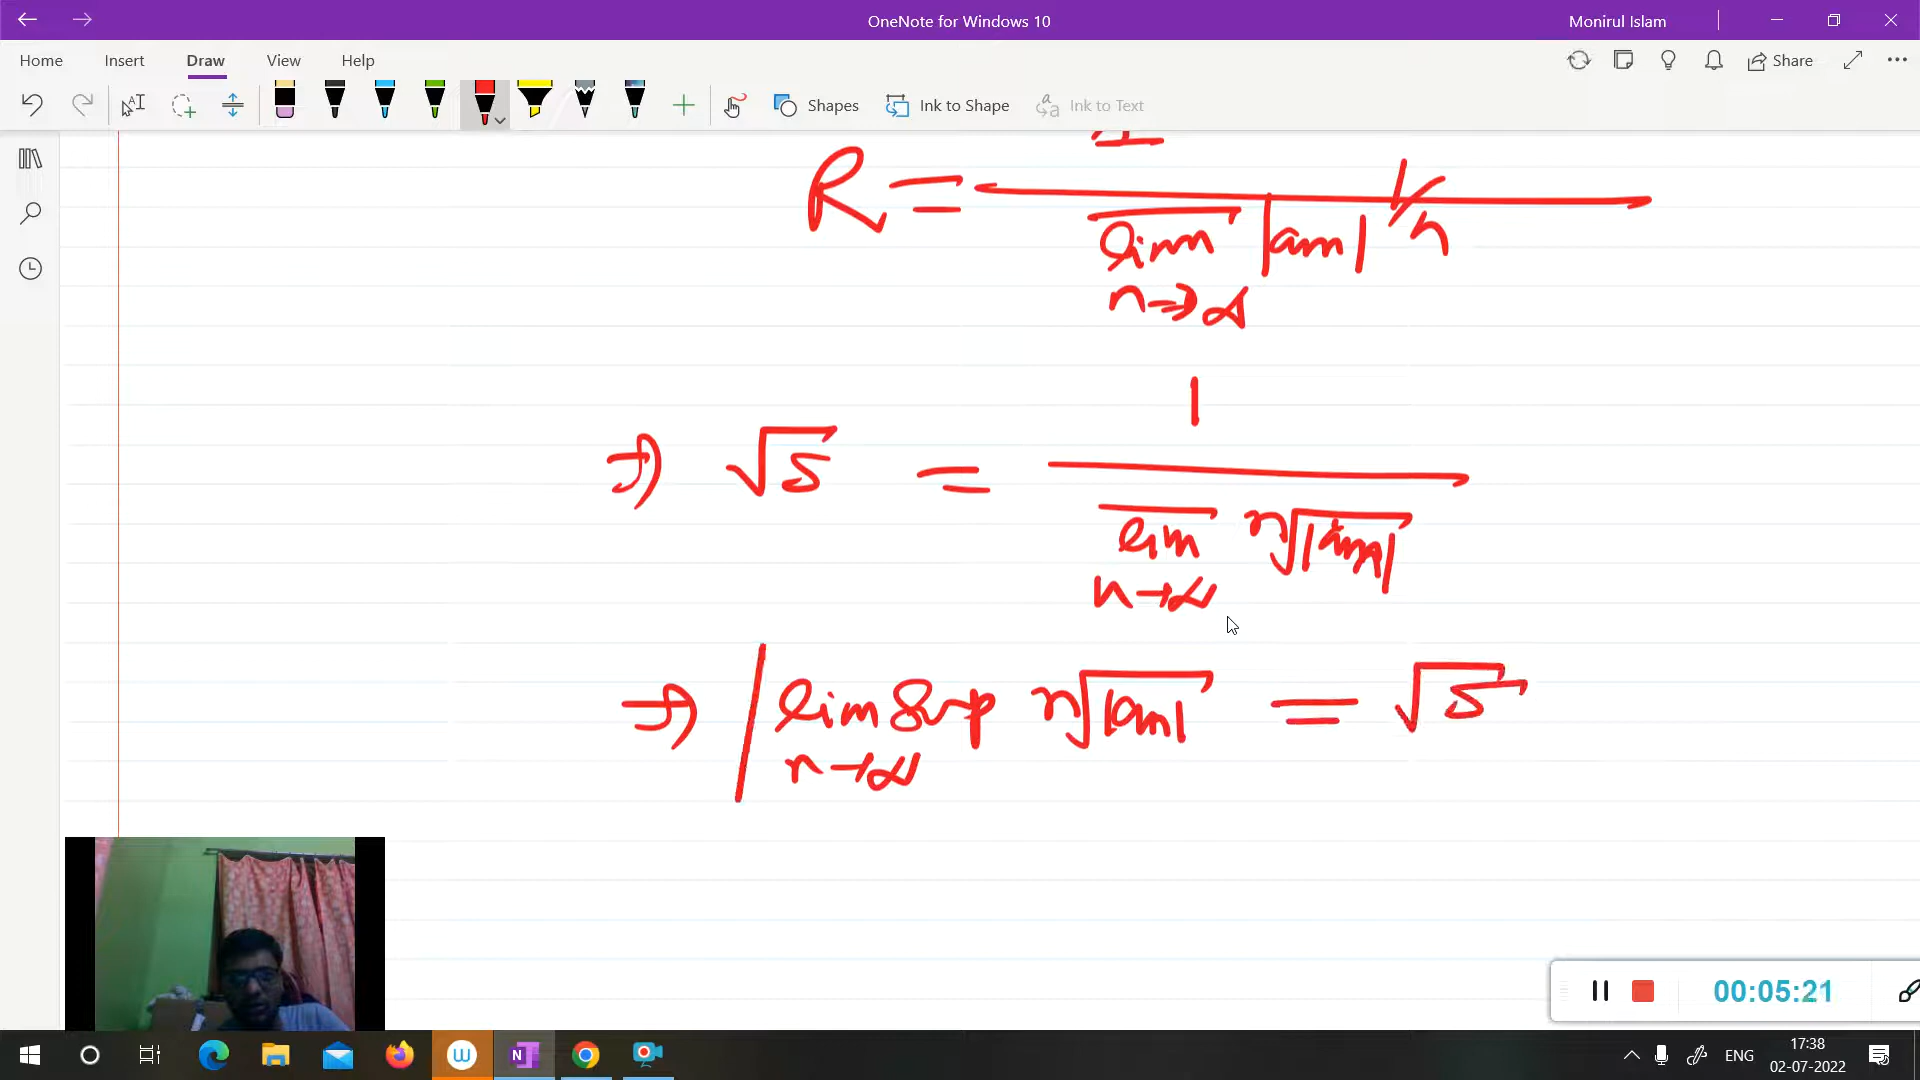 OneNote for Windows 10
Monirul Islam
Home Insert Draw View Help
Share
Shapes Ink to Shape Ink to Text
R = 1 / lim n→∞ |an| 1/n
⇒ √5 = 1 / lim n→∞ n√|an|
⇒ | lim Sup n→∞ n√|an| = √5
00:05:21
ENG
17:38
02-07-2022